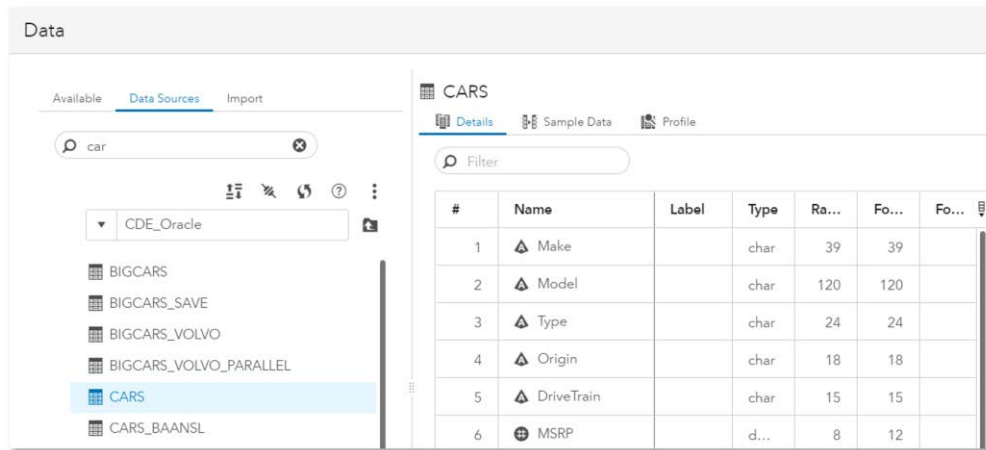 Data
Available Data Sources Import
car
CDE_Oracle
BIGCARS
BIGCARS_SAVE
BIGCARS_VOLVO
BIGCARS_VOLVO_PARALLEL
CARS
CARS_BAANSL
CARS
Details Sample Data Profile
Filter
# Name Label Type Ra... Fo... Fo...
1 Make char 39 39
2 Model char 120 120
3 Type char 24 24
4 Origin char 18 18
5 DriveTrain char 15 15
6 MSRP d... 8 12